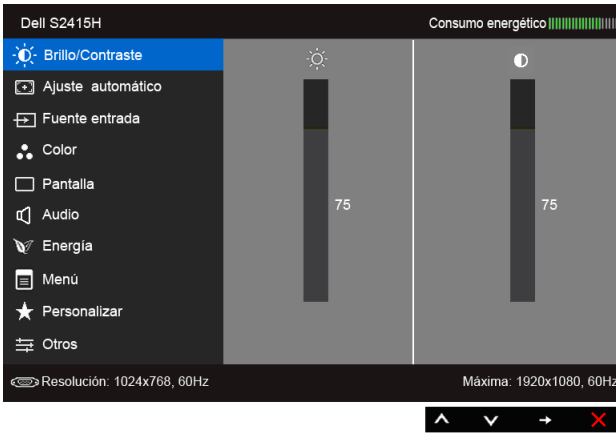 Dell S2415H
Consumo energético
Brillo/Contraste
Ajuste automático
Fuente entrada
Color
Pantalla
Audio
Energía
Menú
Personalizar
Otros
75
75
Resolución: 1024x768, 60Hz
Máxima: 1920x1080, 60Hz